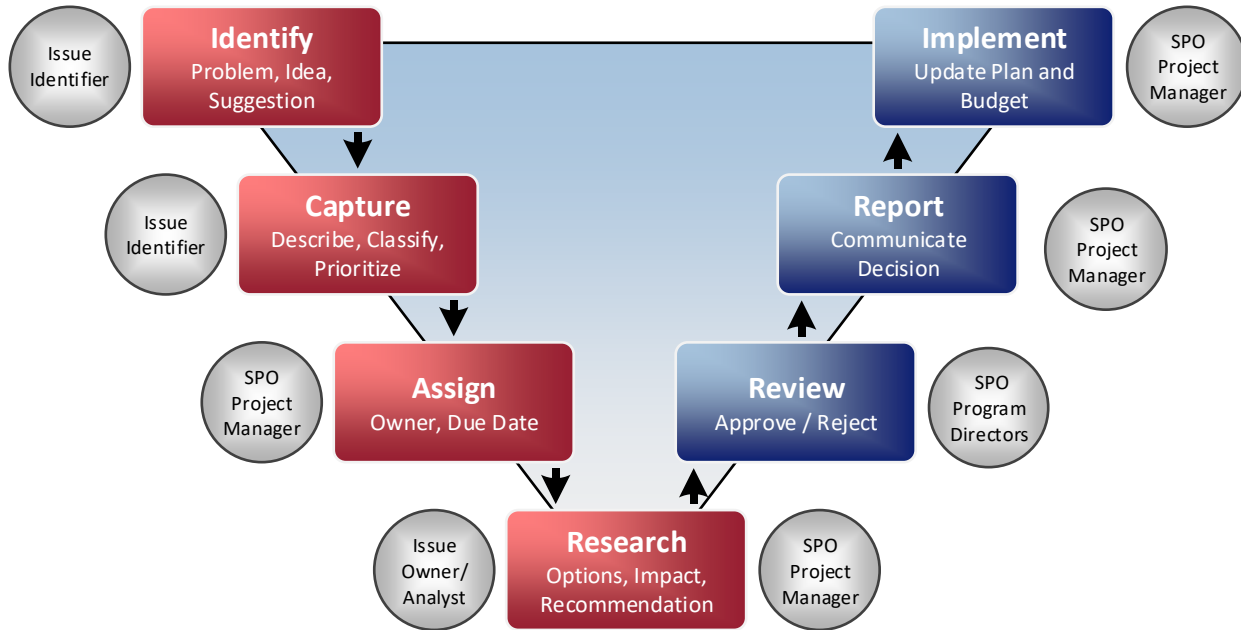 Issue
Identifier
Identify
Problem, Idea,
Suggestion
Implement
Update Plan and
Budget
SPO
Project
Manager
Issue
Identifier
Capture
Describe, Classify,
Prioritize
Report
Communicate
Decision
SPO
Project
Manager
SPO
Project
Manager
Assign
Owner, Due Date
Review
Approve / Reject
SPO
Program
Directors
Issue
Owner/
Analyst
Research
Options, Impact,
Recommendation
SPO
Project
Manager